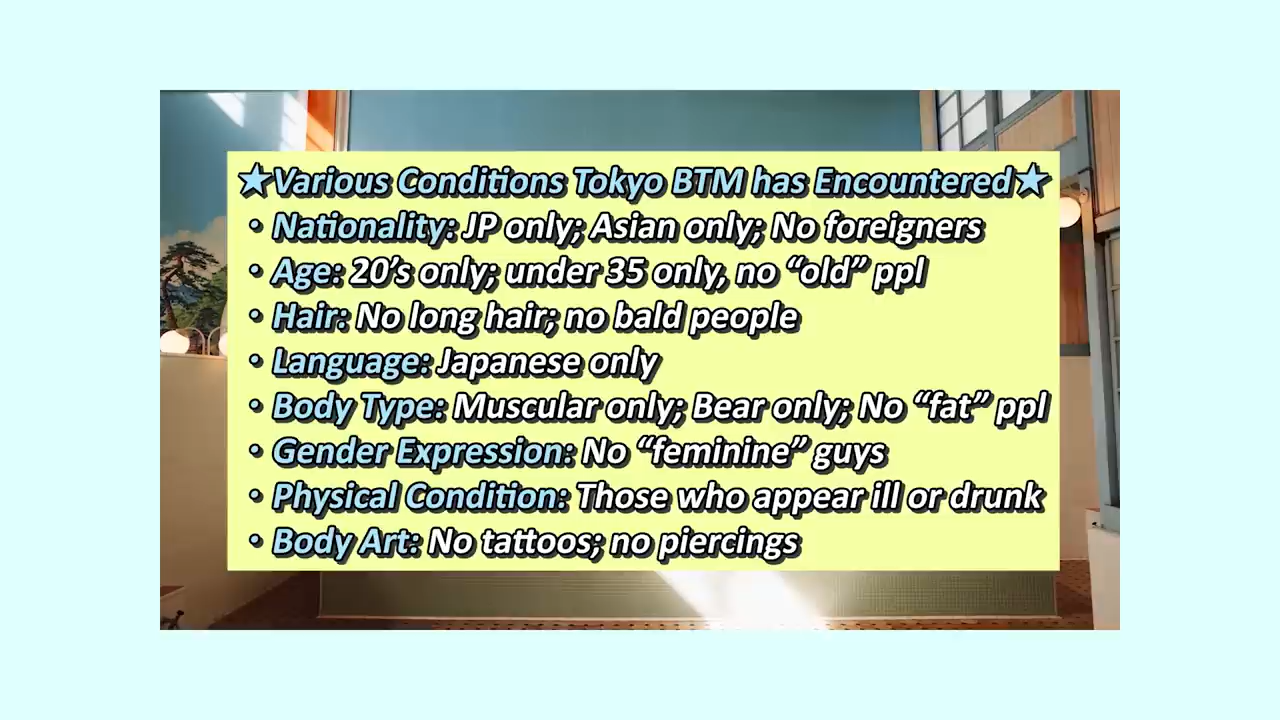 ★Various Conditions Tokyo BTM has Encountered★
• Nationality: JP only; Asian only; No foreigners
• Age: 20’s only; under 35 only, no “old” ppl
• Hair: No long hair; no bald people
• Language: Japanese only
• Body Type: Muscular only; Bear only; No “fat” ppl
• Gender Expression: No “feminine” guys
• Physical Condition: Those who appear ill or drunk
• Body Art: No tattoos; no piercings